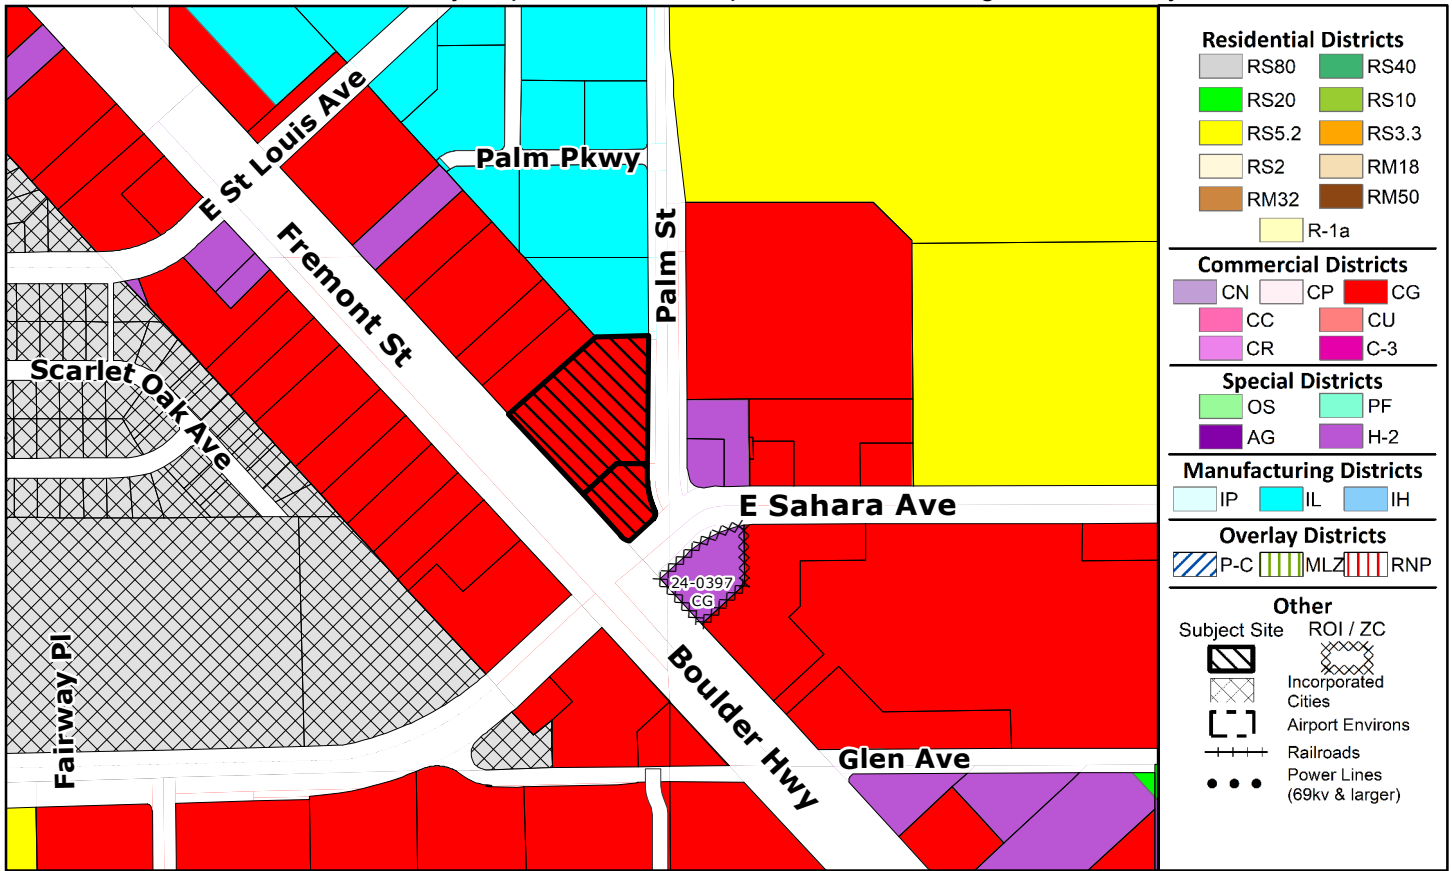 E St Louis Ave
Palm Pkwy
Fremont St
Palm St
Scarlet Oak Ave
E Sahara Ave
24-0397
CG
Fairway Pl
Boulder Hwy
Glen Ave
Residential Districts
RS80 RS40
RS20 RS10
RS5.2 RS3.3
RS2 RM18
RM32 RM50
R-1a
Commercial Districts
CN CP CG
CC CU
CR C-3
Special Districts
OS PF
AG H-2
Manufacturing Districts
IP IL IH
Overlay Districts
P-C MLZ RNP
Other
Subject Site ROI / ZC
Incorporated
Cities
Airport Environs
Railroads
Power Lines
(69kv & larger)